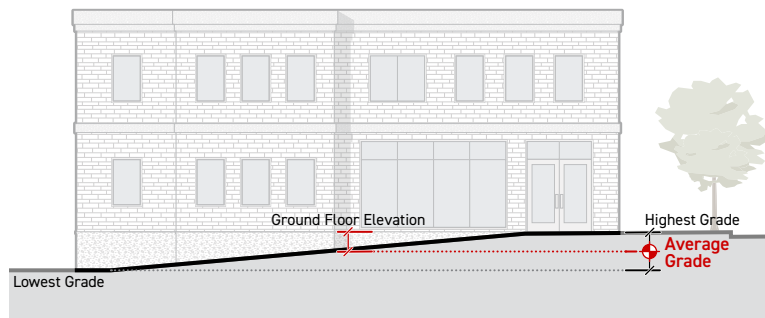 Ground Floor Elevation
Highest Grade
Average
Grade
Lowest Grade